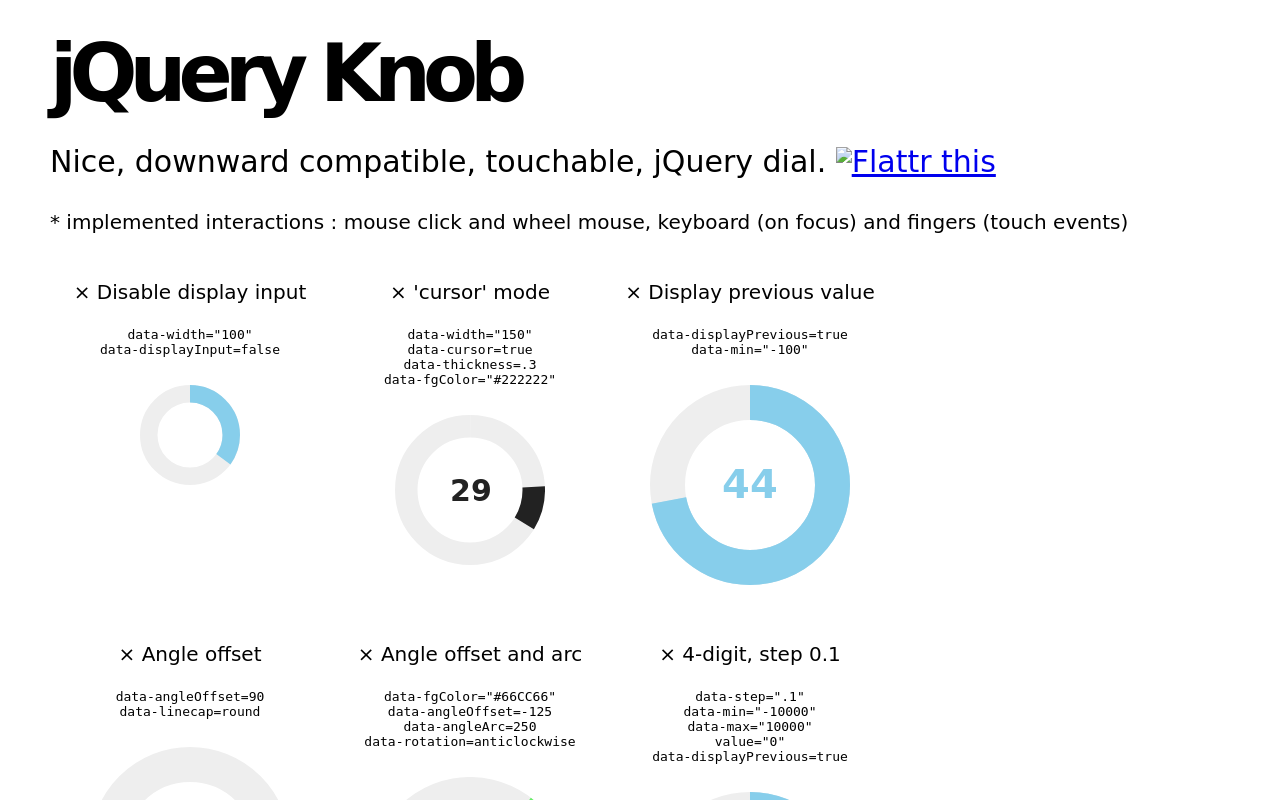 jQuery Knob
Nice, downward compatible, touchable, jQuery dial. Flattr this
* implemented interactions : mouse click and wheel mouse, keyboard (on focus) and fingers (touch events)
× Disable display input
data-width="100"
data-displayInput=false
× 'cursor' mode
data-width="150"
data-cursor=true
data-thickness=.3
data-fgColor="#222222"
29
× Display previous value
data-displayPrevious=true
data-min="-100"
44
× Angle offset
data-angleOffset=90
data-linecap=round
× Angle offset and arc
data-fgColor="#66CC66"
data-angleOffset=-125
data-angleArc=250
data-rotation=anticlockwise
× 4-digit, step 0.1
data-step=".1"
data-min="-10000"
data-max="10000"
value="0"
data-displayPrevious=true